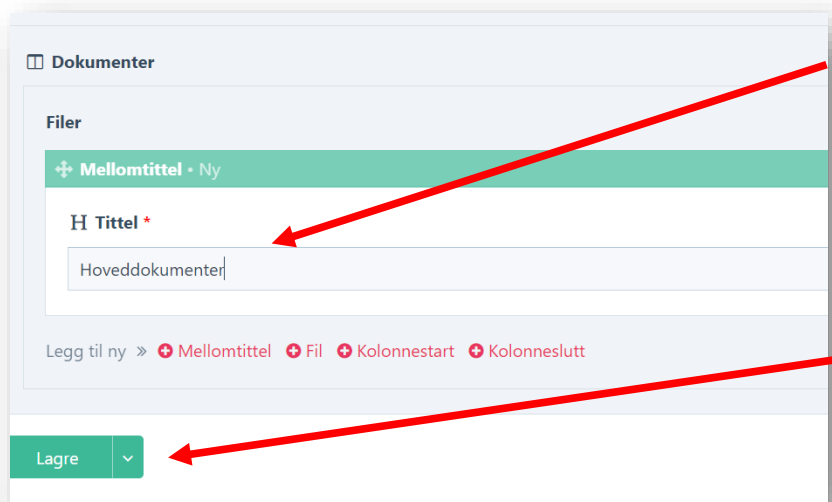 Dokumenter
Filer
Mellomtittel • Ny
H Tittel *
Hoveddokumenter
Legg til ny » Mellomtittel Fil Kolonnestart Kolonneslutt
Lagre